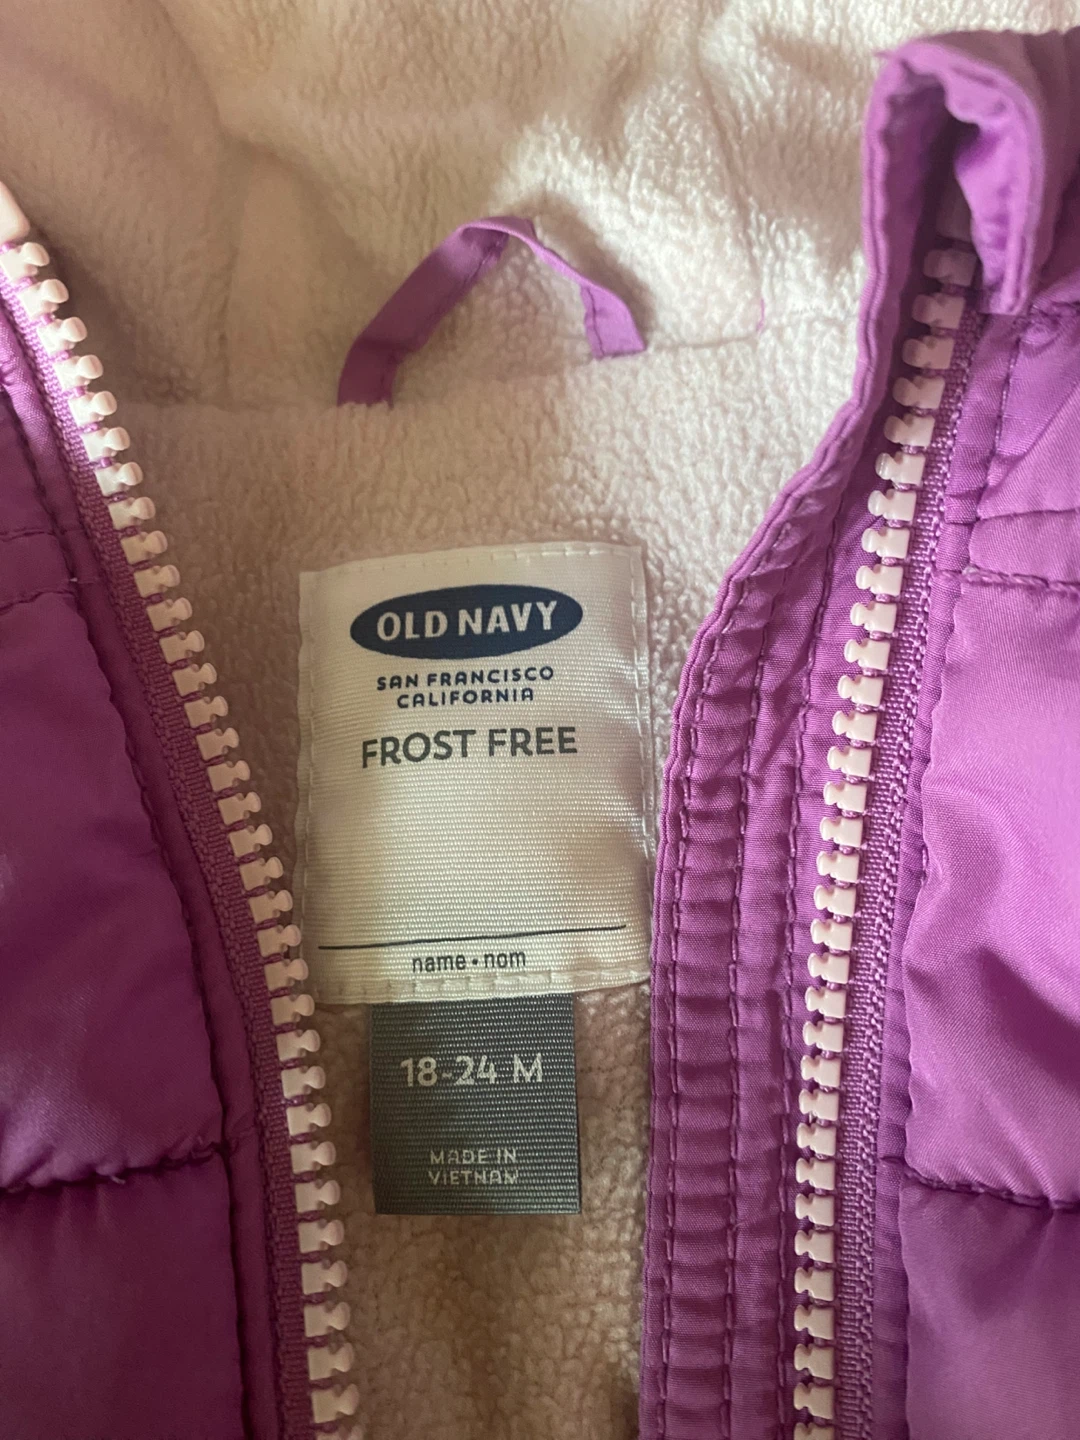 OLD NAVY
SAN FRANCISCO
CALIFORNIA
FROST FREE
name • nom
18-24 M
MADE IN
VIETNAM